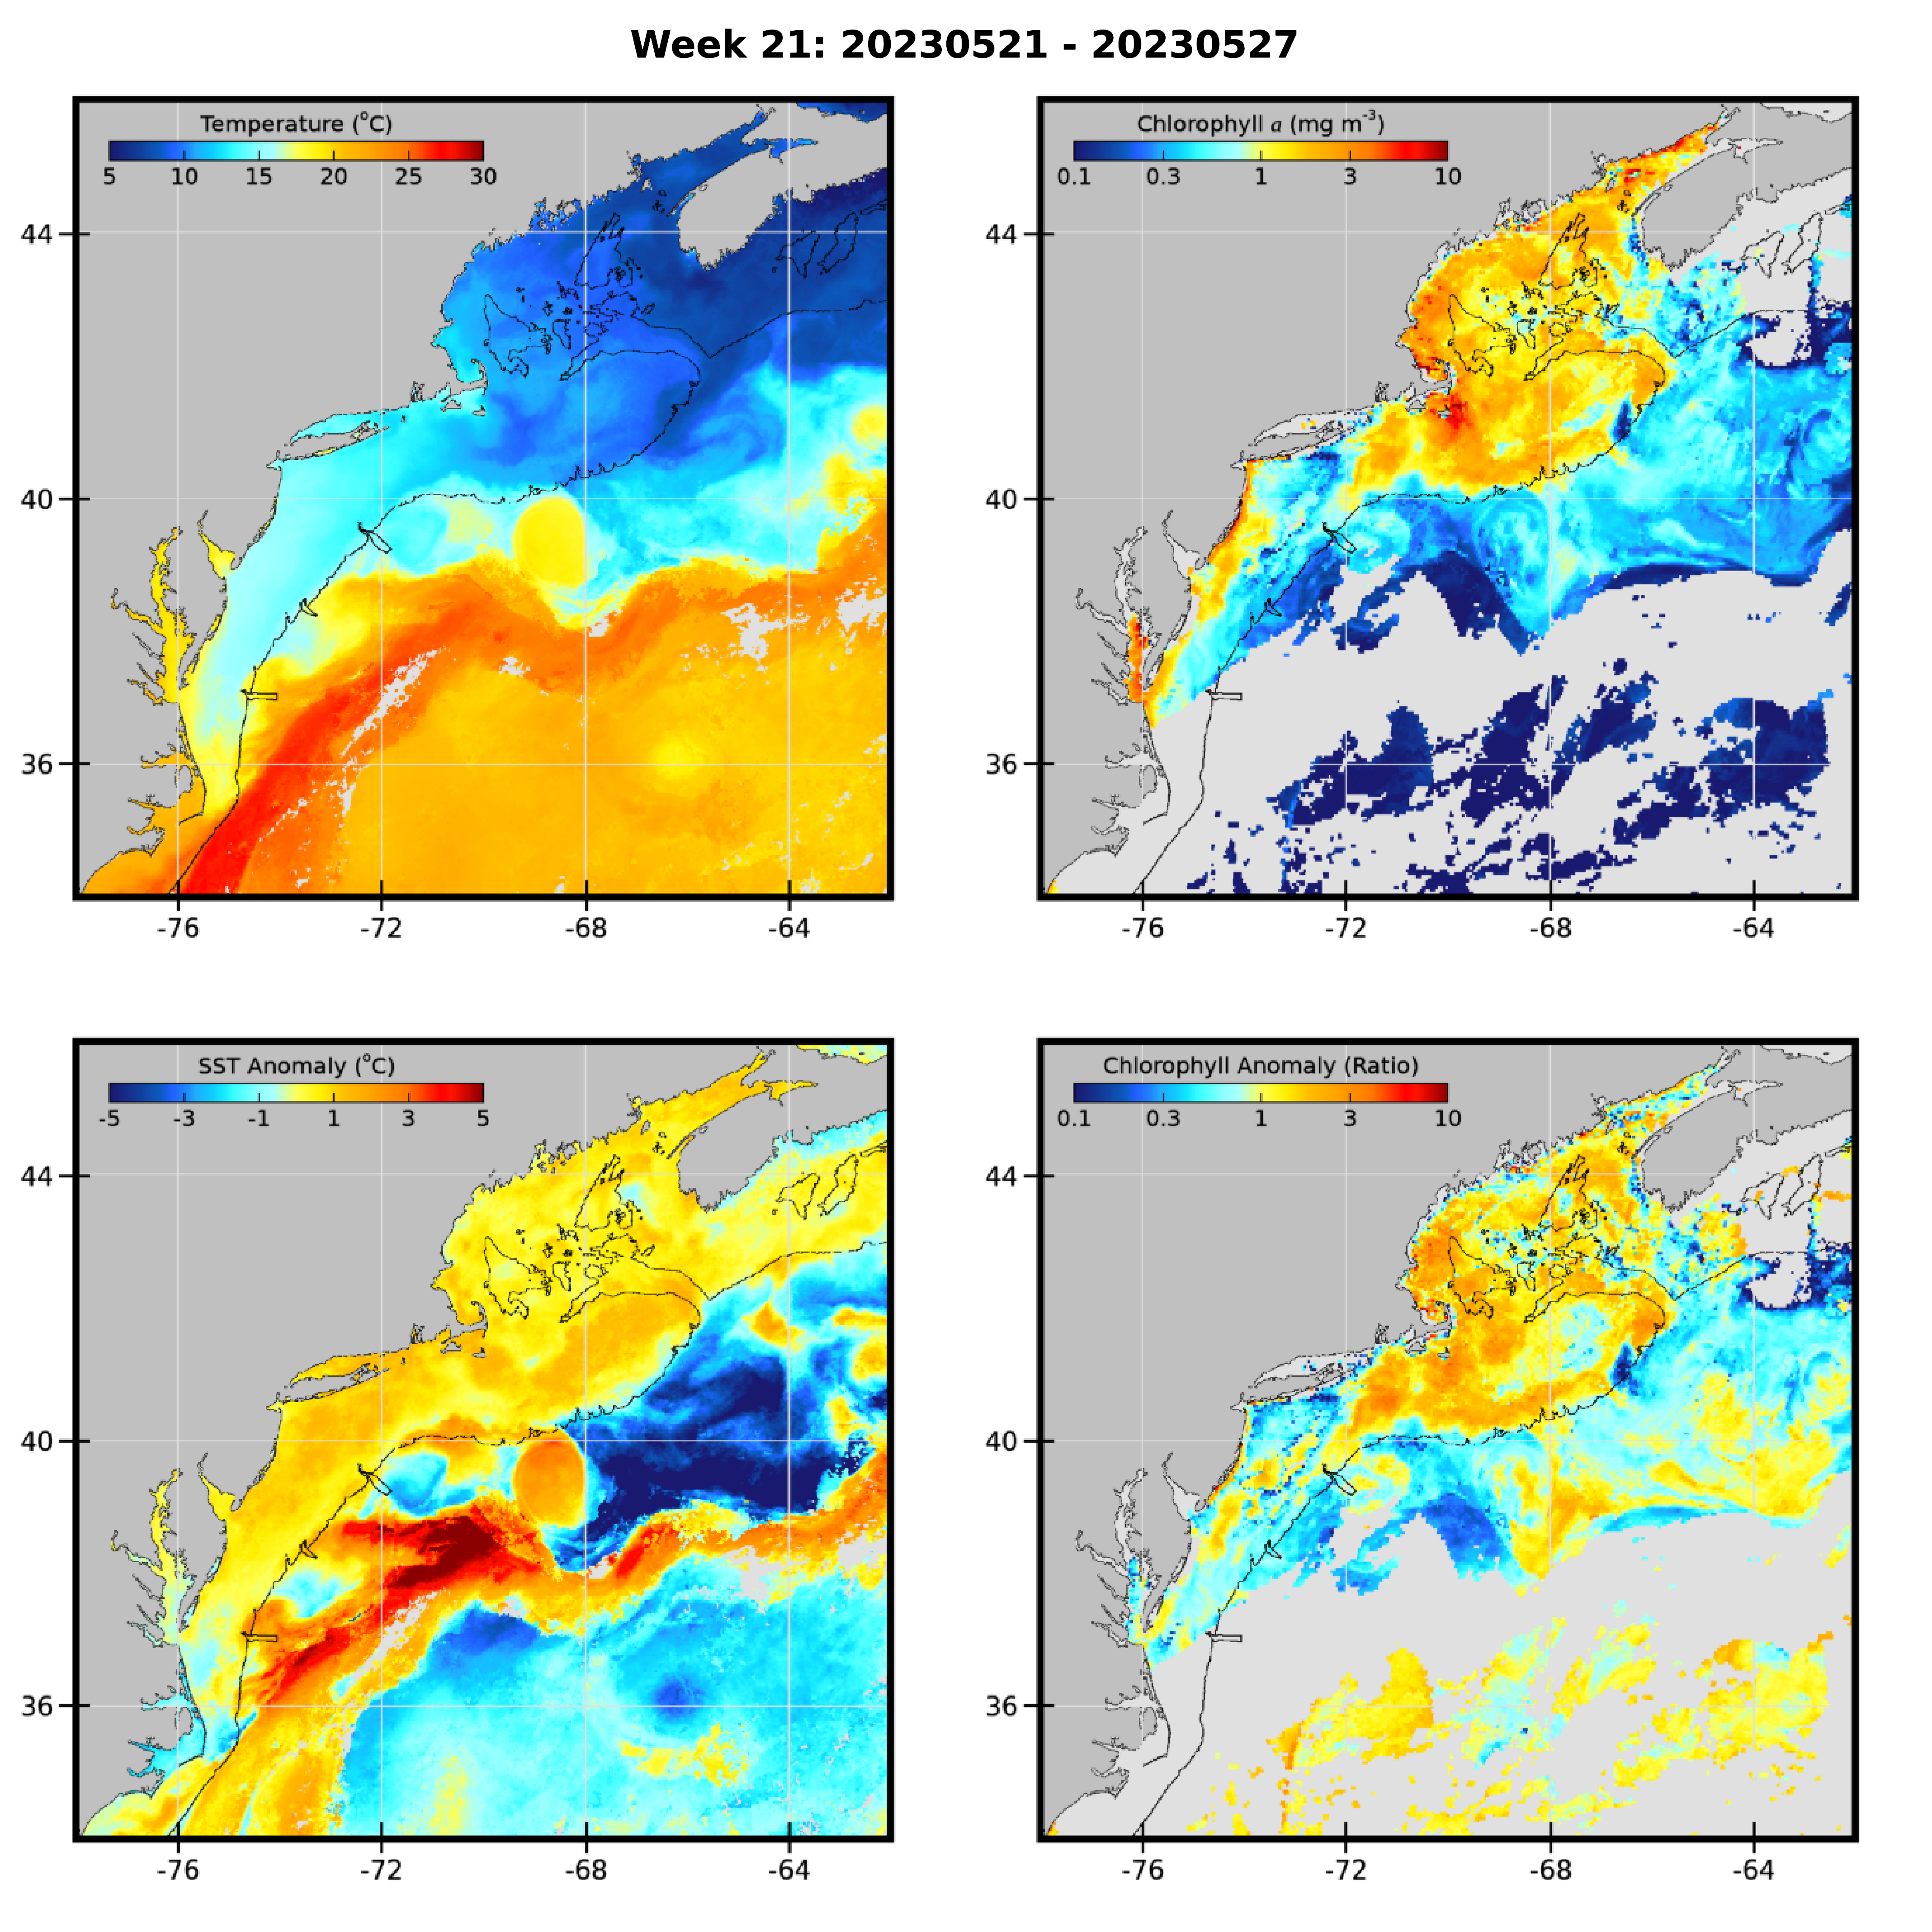 Week 21: 20230521 - 20230527
Temperature (°C)
5 10 15 20 25 30
44
40
36
-76 -72 -68 -64
Chlorophyll a (mg m⁻³)
0.1 0.3 1 3 10
44
40
36
-76 -72 -68 -64
SST Anomaly (°C)
-5 -3 -1 1 3 5
44
40
36
-76 -72 -68 -64
Chlorophyll Anomaly (Ratio)
0.1 0.3 1 3 10
44
40
36
-76 -72 -68 -64